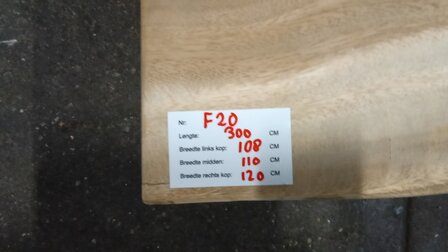 Nr: F20
Lengte: 300 CM
Breedte links kop: 108 CM
Breedte midden: 110 CM
Breedte rechts kop: 120 CM